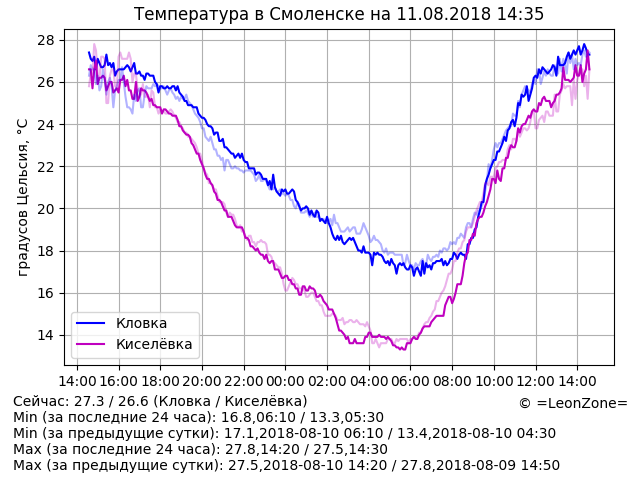 Температура в Смоленске на 11.08.2018 14:35
градусов Цельсия, °C
28
26
24
22
20
18
16
14
Кловка
Киселёвка
14:00 16:00 18:00 20:00 22:00 00:00 02:00 04:00 06:00 08:00 10:00 12:00 14:00
Сейчас: 27.3 / 26.6 (Кловка / Киселёвка)
© =LeonZone=
Min (за последние 24 часа): 16.8,06:10 / 13.3,05:30
Min (за предыдущие сутки): 17.1,2018-08-10 06:10 / 13.4,2018-08-10 04:30
Max (за последние 24 часа): 27.8,14:20 / 27.5,14:30
Max (за предыдущие сутки): 27.5,2018-08-10 14:20 / 27.8,2018-08-09 14:50